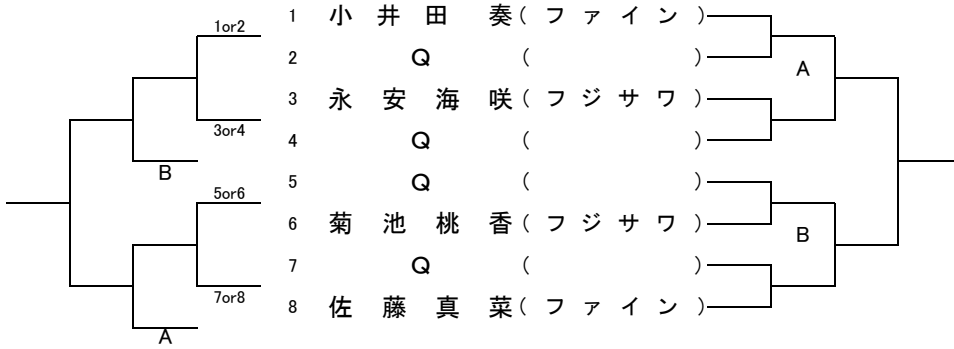 1 小井田 奏 (ファイン)
1or2
2 Q ( )
A
3 永安海咲 (フジサワ)
3or4
4 Q ( )
B
5 Q ( )
5or6
6 菊池桃香 (フジサワ)
B
7 Q ( )
7or8
8 佐藤真菜 (ファイン)
A